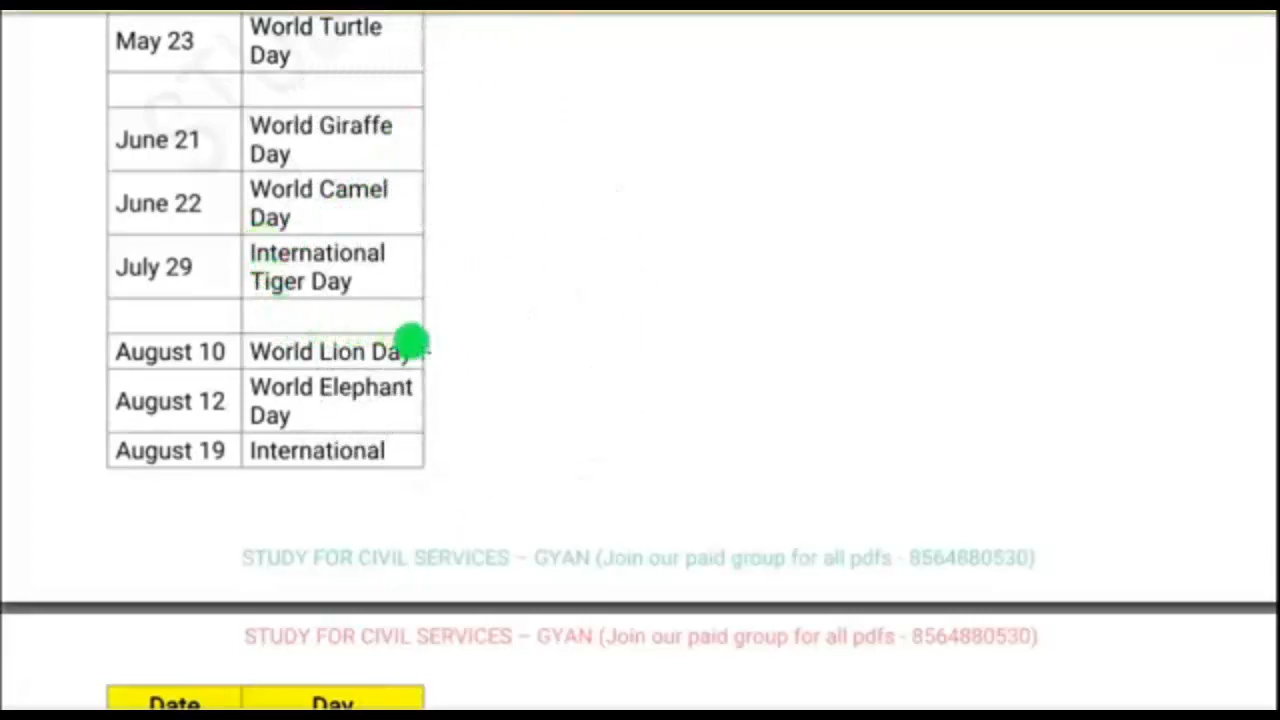 May 23 World Turtle
Day
June 21 World Giraffe
Day
June 22 World Camel
Day
July 29 International
Tiger Day
August 10 World Lion Day
August 12 World Elephant
Day
August 19 International
STUDY FOR CIVIL SERVICES – GYAN (Join our paid group for all pdfs - 8564880530)
STUDY FOR CIVIL SERVICES – GYAN (Join our paid group for all pdfs - 8564880530)
Date Day